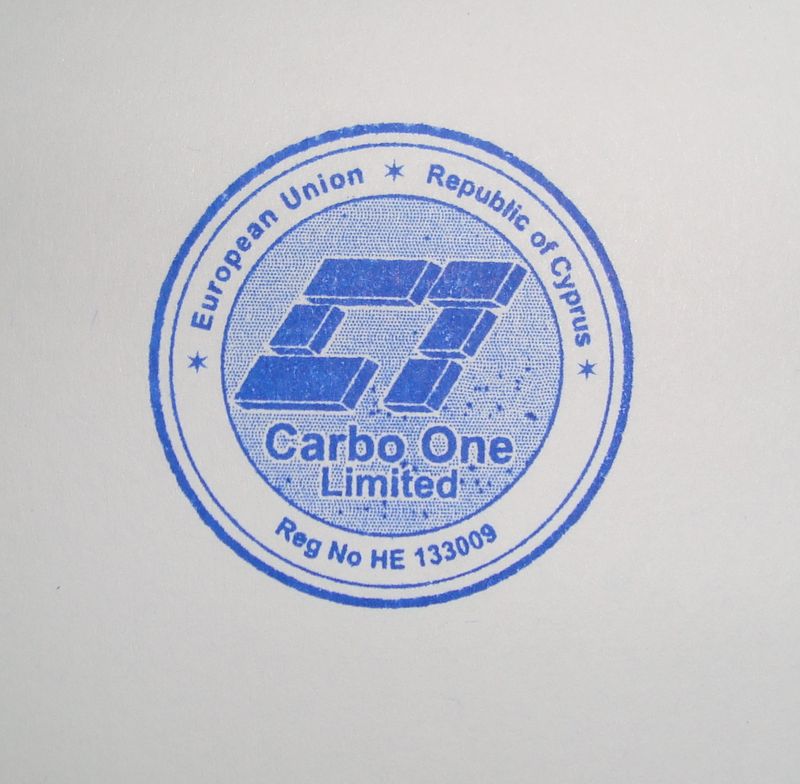 European Union ✶ Republic of Cyprus
Carbo One
Limited
Reg No HE 133009